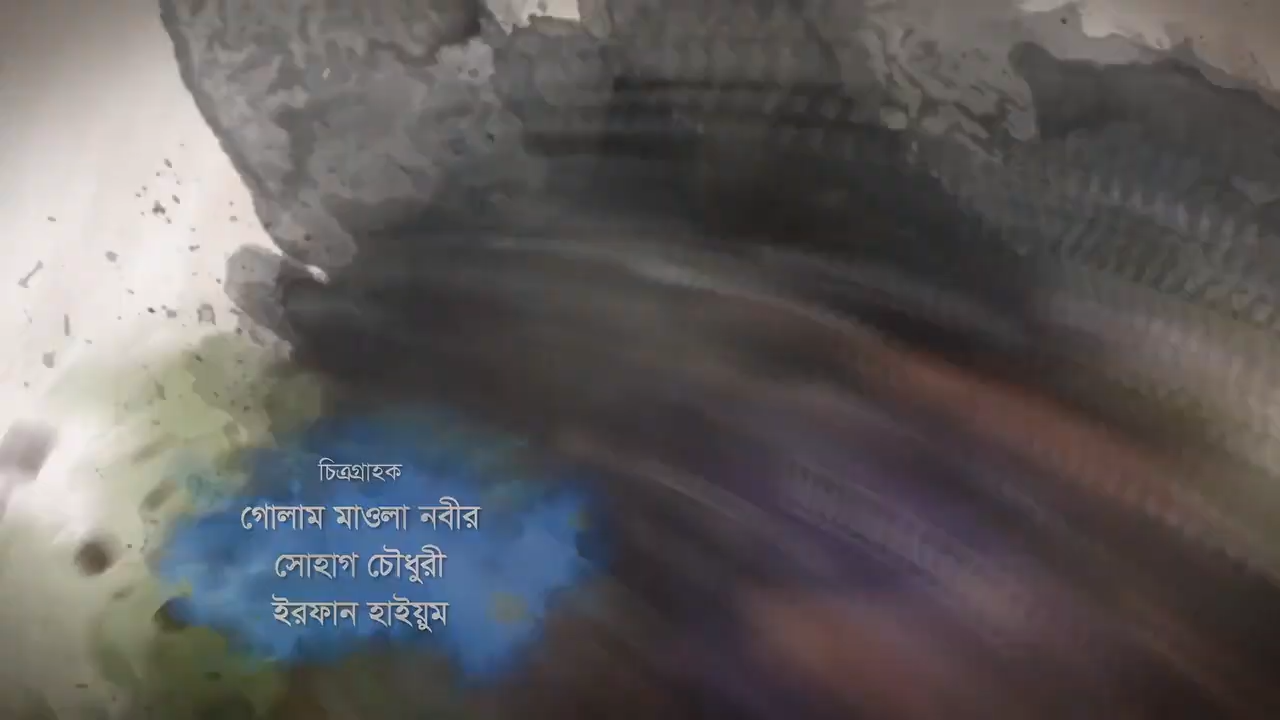 চিত্রগ্রাহক
গোলাম মাওলা নবীর
সোহাগ চৌধুরী
ইরফান হাইয়ুম